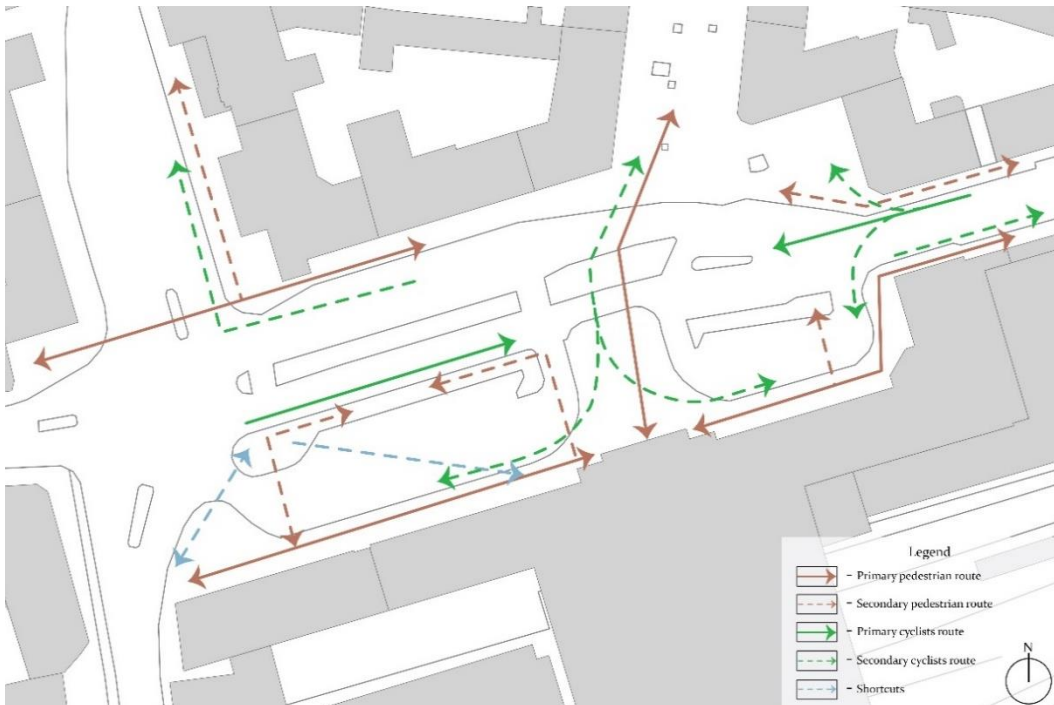 Legend
- Primary pedestrian route
- Secondary pedestrian route
- Primary cyclists route
- Secondary cyclists route
- Shortcuts
N